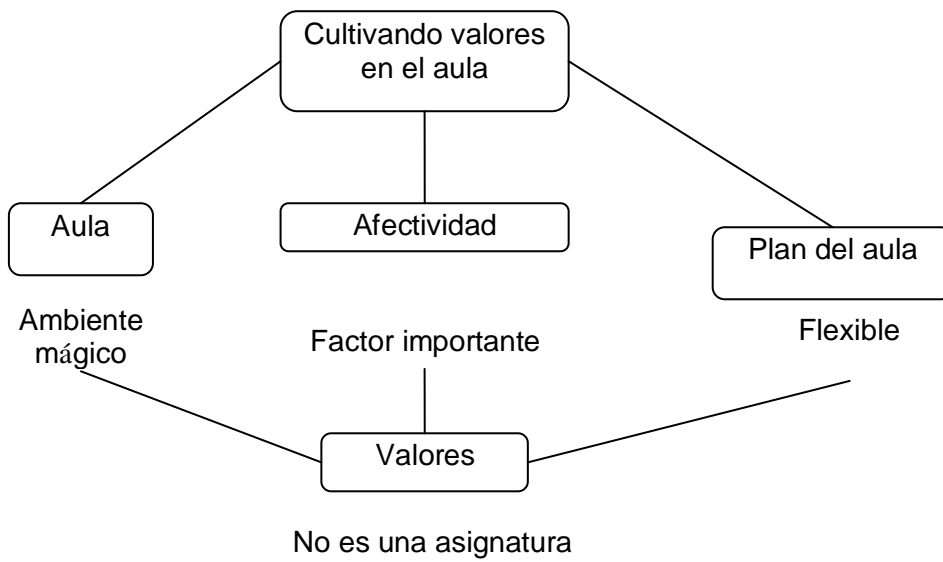 Cultivando valores
en el aula
Aula
Afectividad
Plan del aula
Ambiente
mágico
Factor importante
Flexible
Valores
No es una asignatura